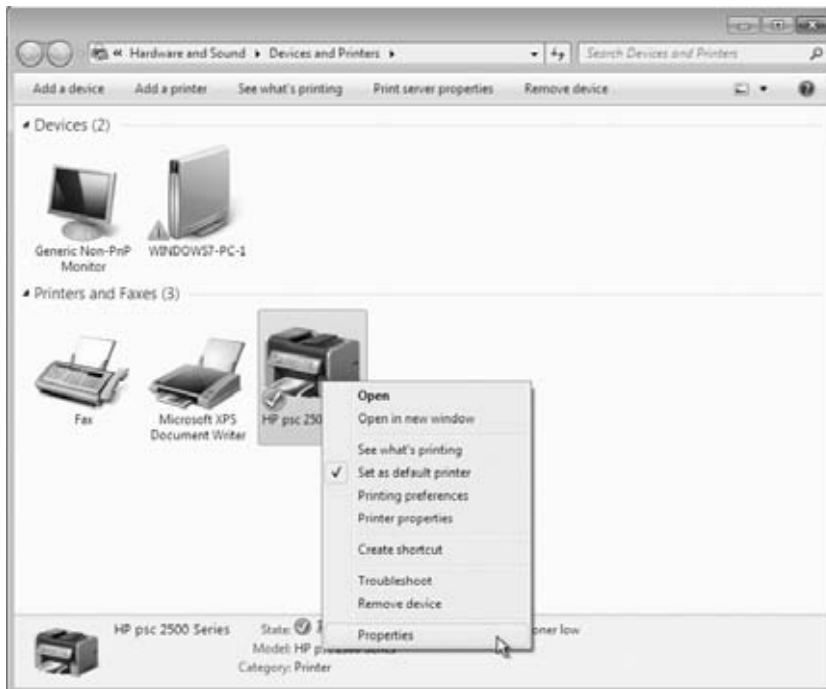 « Hardware and Sound ▸ Devices and Printers ▸ Search Devices and Printers
Add a device Add a printer See what's printing Print server properties Remove device
Devices (2)
Generic Non-PnP
Monitor
WINDOWS7-PC-1
Printers and Faxes (3)
Fax
Microsoft XPS
Document Writer
HP psc 250
Open
Open in new window
See what's printing
Set as default printer
Printing preferences
Printer properties
Create shortcut
Troubleshoot
Remove device
Properties
HP psc 2500 Series State: oner low
Model: HP
Category: Printer